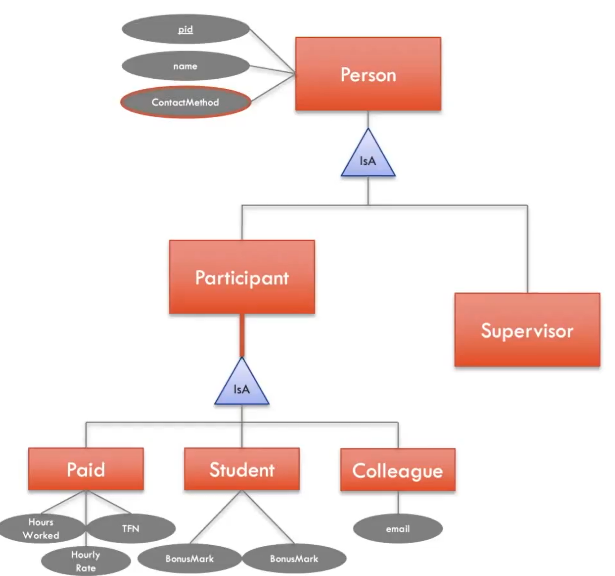 pid
name
ContactMethod
Person
IsA
Participant
Supervisor
IsA
Paid
Student
Colleague
Hours
Worked
TFN
Hourly
Rate
BonusMark
BonusMark
email